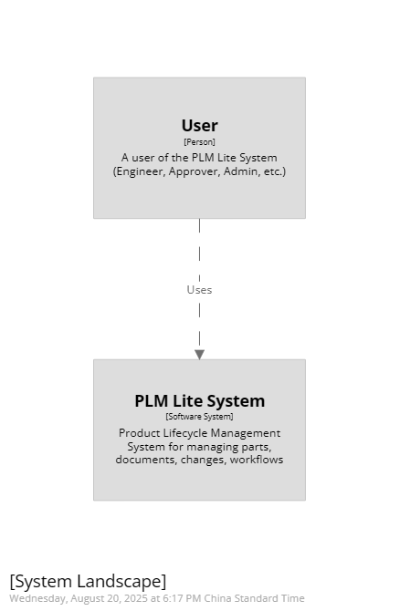 User
[Person]
A user of the PLM Lite System
(Engineer, Approver, Admin, etc.)
Uses
PLM Lite System
[Software System]
Product Lifecycle Management
System for managing parts,
documents, changes, workflows
[System Landscape]
Wednesday, August 20, 2025 at 6:17 PM China Standard Time